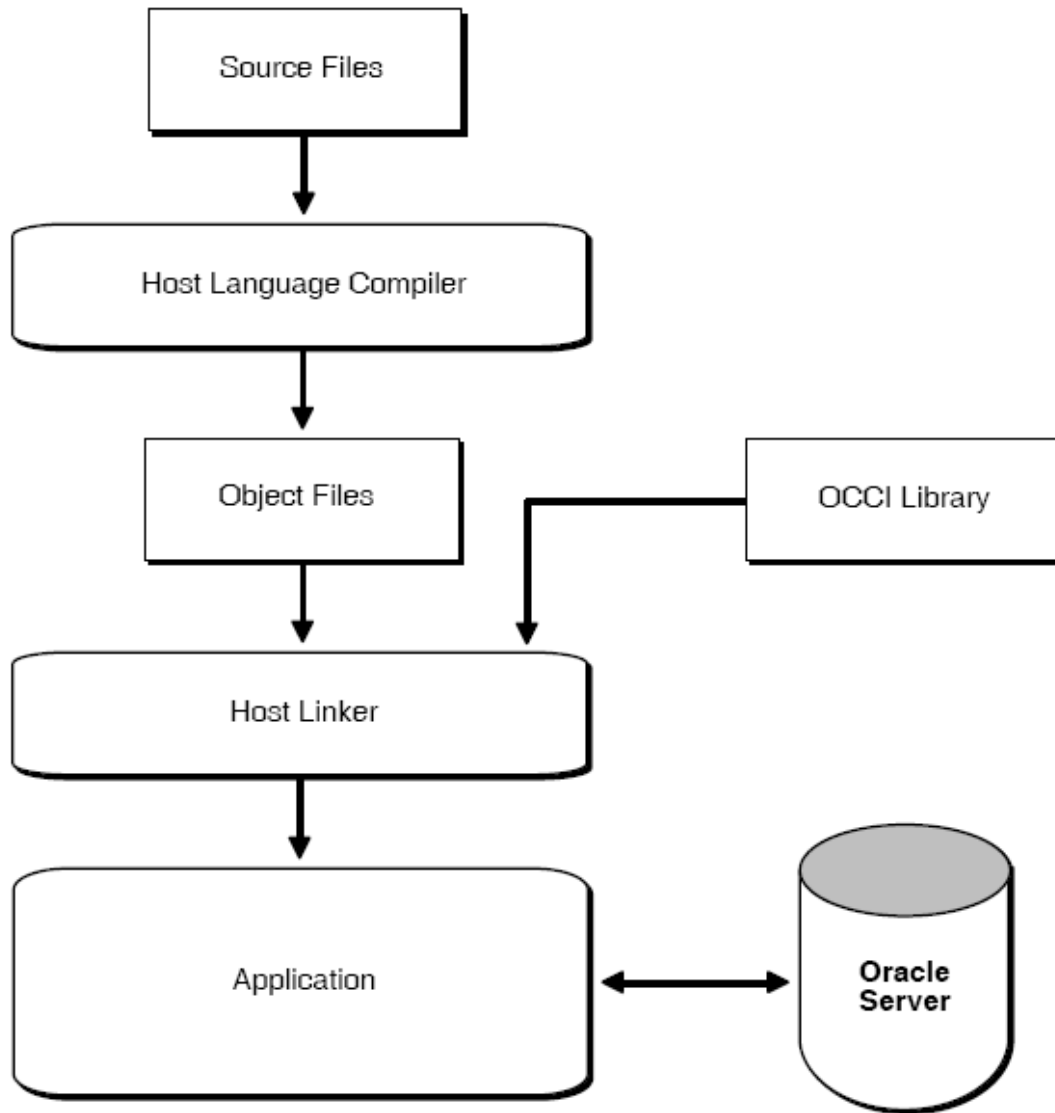 Source Files
Host Language Compiler
Object Files
OCCI Library
Host Linker
Application
Oracle
Server